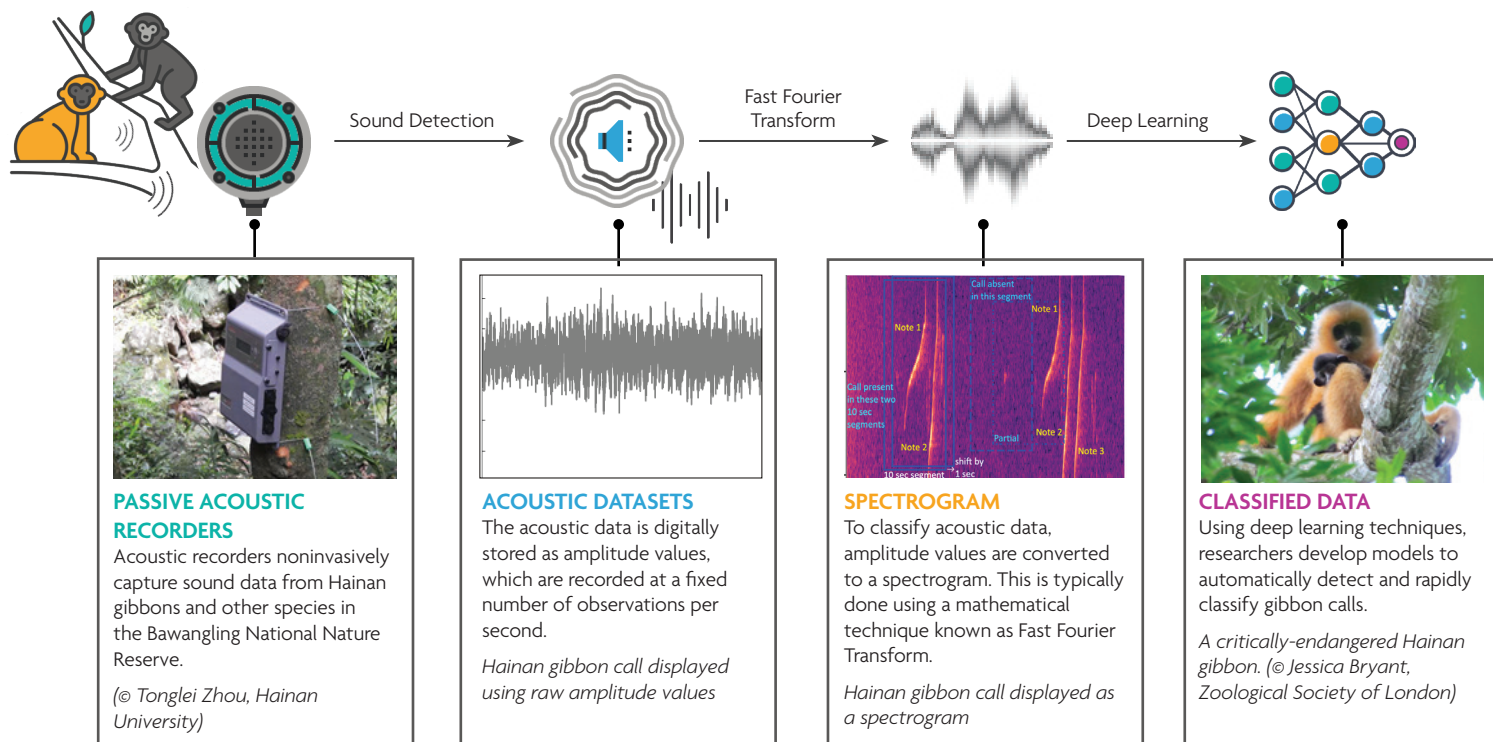 Sound Detection
Fast Fourier
Transform
Deep Learning
PASSIVE ACOUSTIC
RECORDERS
Acoustic recorders noninvasively
capture sound data from Hainan
gibbons and other species in
the Bawangling National Nature
Reserve.
(© Tonglei Zhou, Hainan
University)
ACOUSTIC DATASETS
The acoustic data is digitally
stored as amplitude values,
which are recorded at a fixed
number of observations per
second.
Hainan gibbon call displayed
using raw amplitude values
Call absent
in this segment
Note 1
Note 1
Call present
in these two
10 sec
segments
Note 2
Partial
Note 2
Note 3
10 sec segment
shift by
1 sec
SPECTROGRAM
To classify acoustic data,
amplitude values are converted
to a spectrogram. This is typically
done using a mathematical
technique known as Fast Fourier
Transform.
Hainan gibbon call displayed as
a spectrogram
CLASSIFIED DATA
Using deep learning techniques,
researchers develop models to
automatically detect and rapidly
classify gibbon calls.
A critically-endangered Hainan
gibbon. (© Jessica Bryant,
Zoological Society of London)